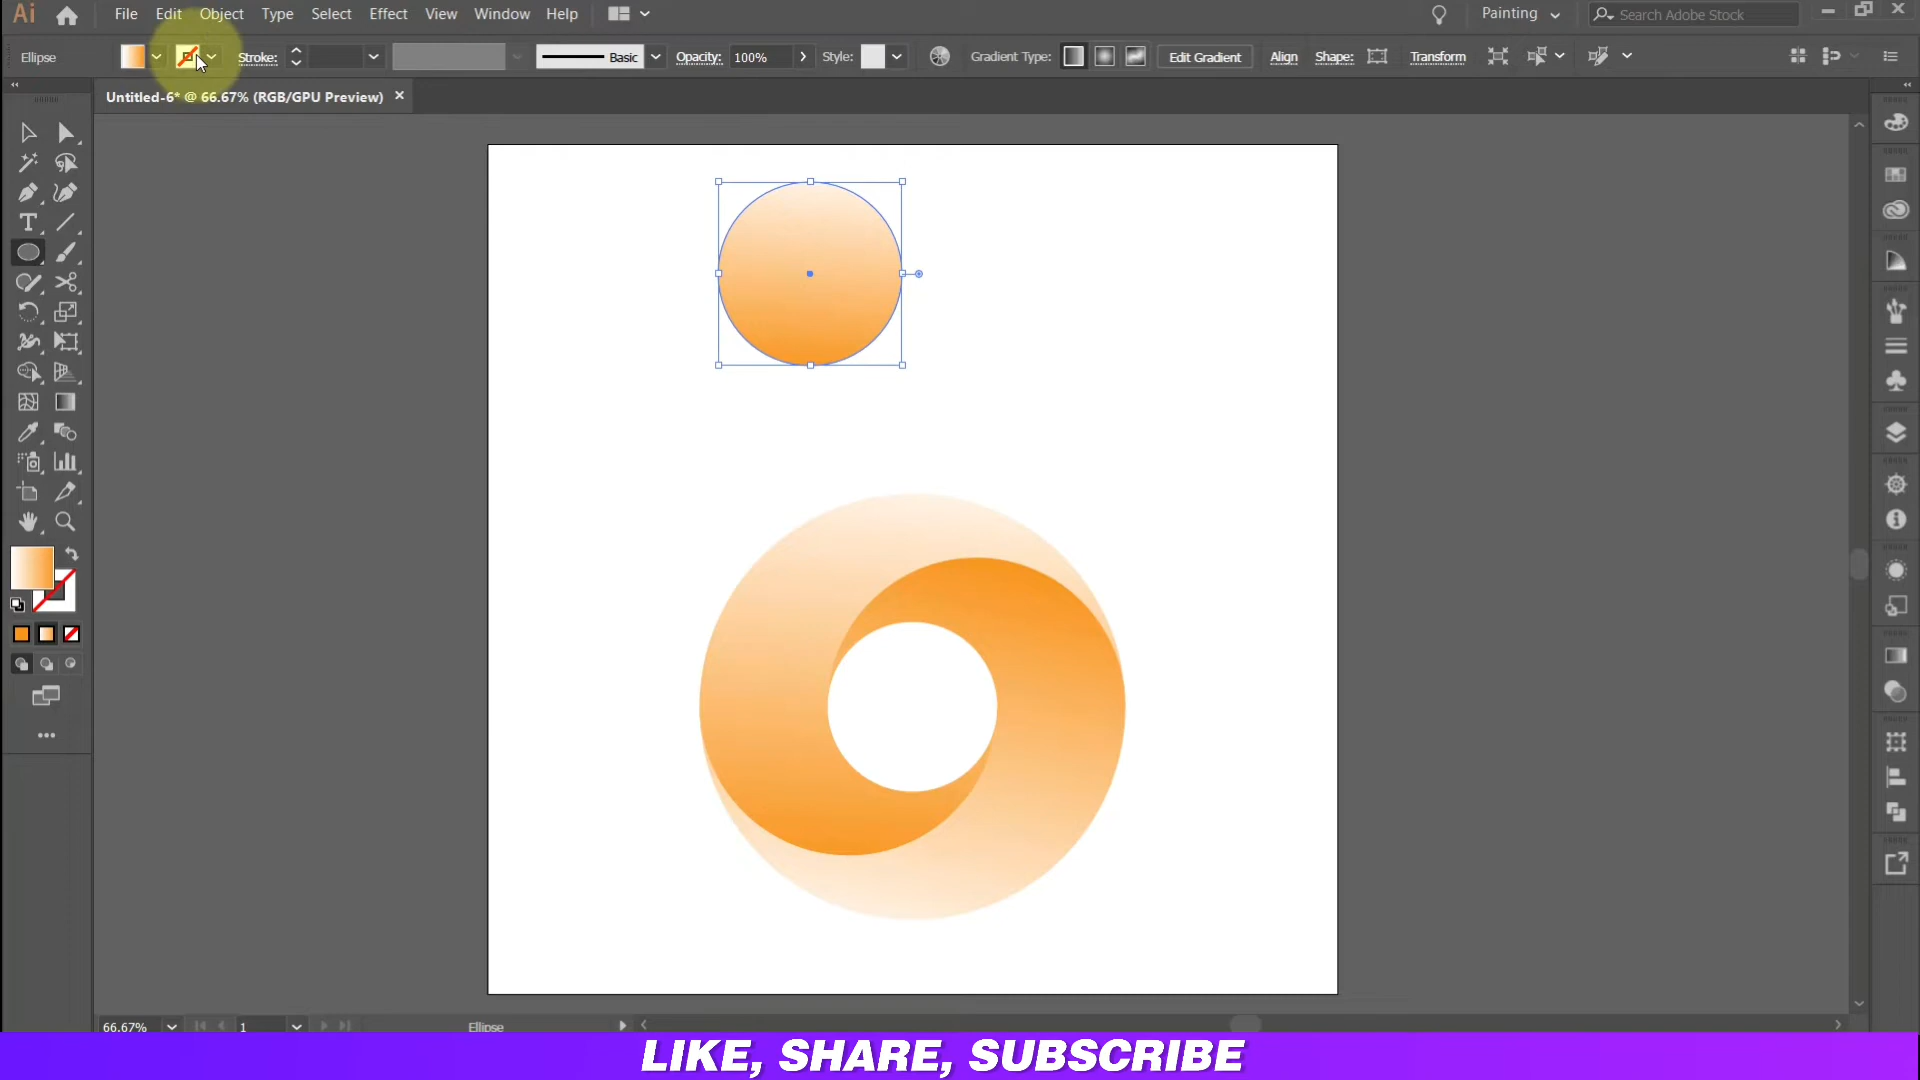 Ai File Edit Object Type Select Effect View Window Help Painting Search Adobe Stock
Ellipse Stroke: Basic Opacity: 100% Style: Gradient Type: Edit Gradient Align Shape: Transform
Untitled-6* @ 66.67% (RGB/GPU Preview)
66.67% 1 Ellipse
LIKE, SHARE, SUBSCRIBE